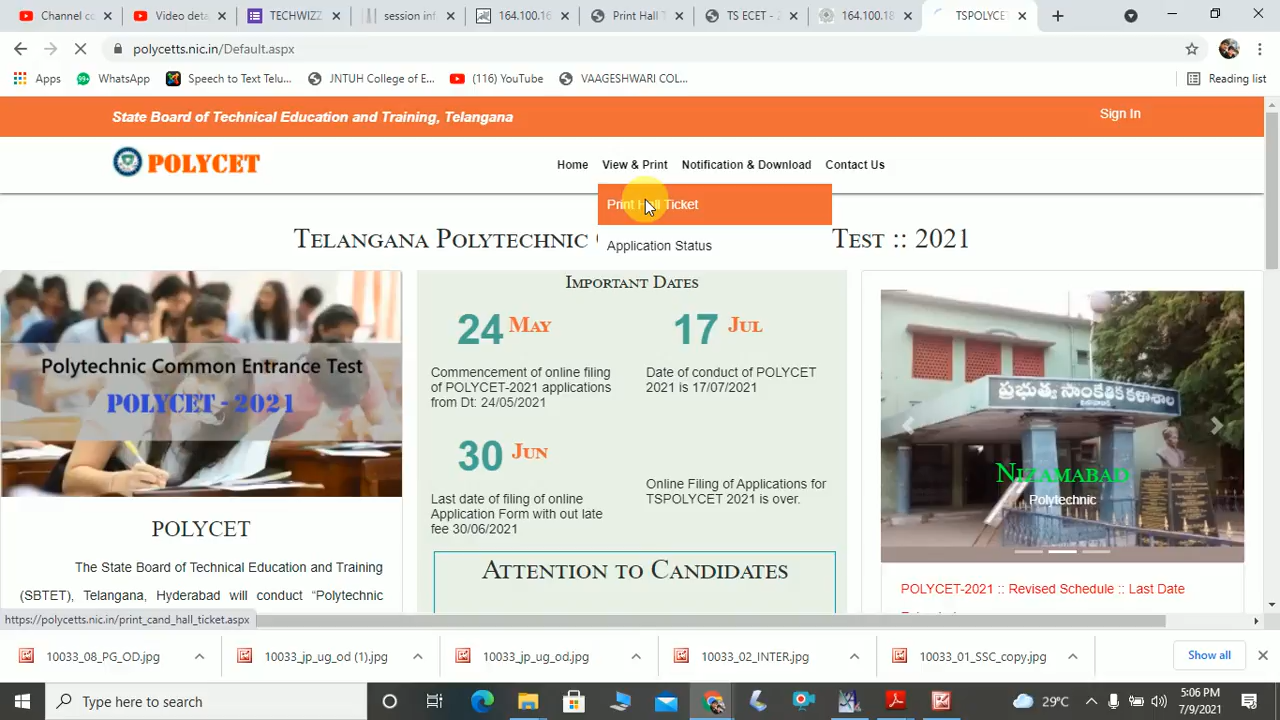 Channel co
Video deta
TECHWIZZ
session inf
164.100.16
Print Hall T
TS ECET - 2
164.100.18
TSPOLYCE
polycetts.nic.in/Default.aspx
Apps
WhatsApp
Speech to Text Telu...
JNTUH College of E...
(116) YouTube
VAAGESHWARI COL...
Reading list
State Board of Technical Education and Training, Telangana
Sign In
POLYCET
Home
View & Print
Notification & Download
Contact Us
Print Hall Ticket
Application Status
Telangana Polytechnic
Test :: 2021
Polytechnic Common Entrance Test
POLYCET - 2021
POLYCET
The State Board of Technical Education and Training
(SBTET), Telangana, Hyderabad will conduct “Polytechnic
Important Dates
24 May
Commencement of online filing
of POLYCET-2021 applications
from Dt: 24/05/2021
17 Jul
Date of conduct of POLYCET
2021 is 17/07/2021
30 Jun
Last date of filing of online
Application Form with out late
fee 30/06/2021
Online Filing of Applications for
TSPOLYCET 2021 is over.
Attention to Candidates
ప్రభుత్వ సాంకేతిక కళాశాల
Nizamabad
Polytechnic
POLYCET-2021 :: Revised Schedule :: Last Date
https://polycetts.nic.in/print_cand_hall_ticket.aspx
10033_08_PG_OD.jpg
10033_jp_ug_od (1).jpg
10033_jp_ug_od.jpg
10033_02_INTER.jpg
10033_01_SSC_copy.jpg
Show all
Type here to search
29°C
5:06 PM
7/9/2021